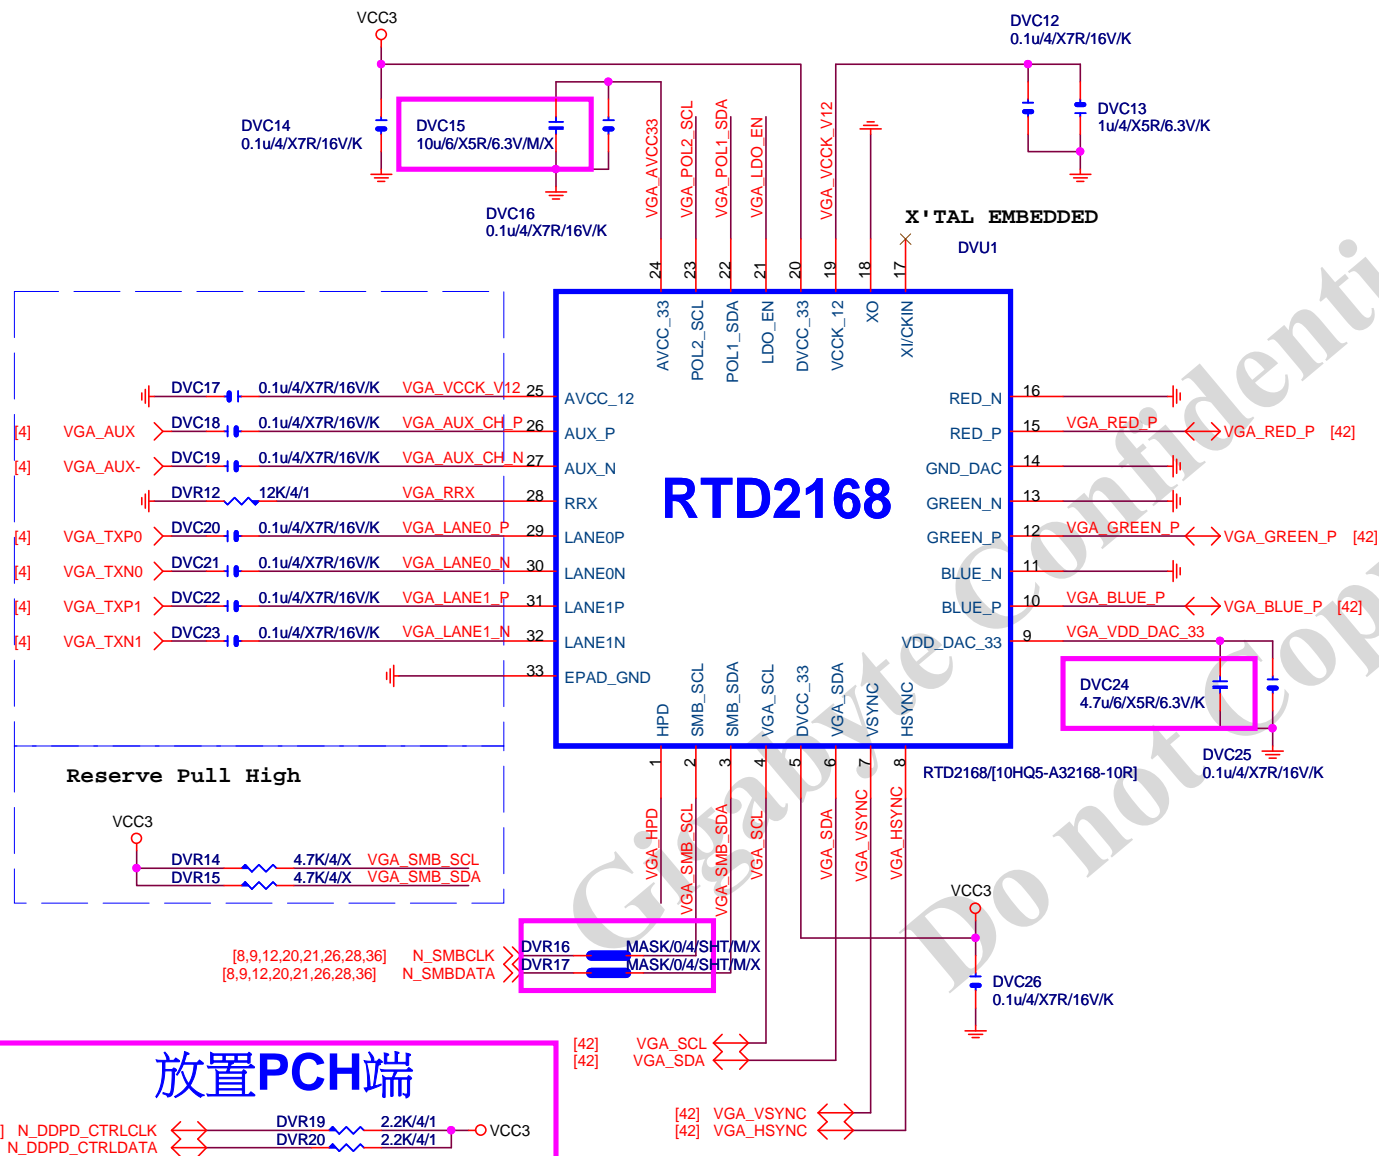 VCC3
DVC12
0.1u/4/X7R/16V/K
DVC14
0.1u/4/X7R/16V/K
DVC15
10u/6/X5R/6.3V/M/X
DVC13
1u/4/X5R/6.3V/K
DVC16
0.1u/4/X7R/16V/K
VGA_AVCC33
VGA_POL2_SCL
VGA_POL1_SDA
VGA_LDO_EN
VGA_VCCK_V12
X'TAL EMBEDDED
DVU1
24
23
22
21
20
19
18
17
AVCC_33
POL2_SCL
POL1_SDA
LDO_EN
DVCC_33
VCCK_12
XO
XI/CKIN
DVC17 0.1u/4/X7R/16V/K VGA_VCCK_V12 25 AVCC_12
[4] VGA_AUX DVC18 0.1u/4/X7R/16V/K VGA_AUX_CH_P 26 AUX_P
[4] VGA_AUX- DVC19 0.1u/4/X7R/16V/K VGA_AUX_CH_N 27 AUX_N
DVR12 12K/4/1 VGA_RRX 28 RRX
[4] VGA_TXP0 DVC20 0.1u/4/X7R/16V/K VGA_LANE0_P 29 LANE0P
[4] VGA_TXN0 DVC21 0.1u/4/X7R/16V/K VGA_LANE0_N 30 LANE0N
[4] VGA_TXP1 DVC22 0.1u/4/X7R/16V/K VGA_LANE1_P 31 LANE1P
[4] VGA_TXN1 DVC23 0.1u/4/X7R/16V/K VGA_LANE1_N 32 LANE1N
33 EPAD_GND
RTD2168
RED_N 16
RED_P 15 VGA_RED_P VGA_RED_P [42]
GND_DAC 14
GREEN_N 13
GREEN_P 12 VGA_GREEN_P VGA_GREEN_P [42]
BLUE_N 11
BLUE_P 10 VGA_BLUE_P VGA_BLUE_P [42]
VDD_DAC_33 9 VGA_VDD_DAC_33
DVC24
4.7u/6/X5R/6.3V/K
DVC25
0.1u/4/X7R/16V/K
HPD
SMB_SCL
SMB_SDA
VGA_SCL
DVCC_33
VGA_SDA
VSYNC
HSYNC
1
2
3
4
5
6
7
8
RTD2168/[10HQ5-A32168-10R]
VGA_HPD
VGA_SMB_SCL
VGA_SMB_SDA
VGA_SCL
VGA_SDA
VGA_VSYNC
VGA_HSYNC
Reserve Pull High
VCC3
DVR14 4.7K/4/X VGA_SMB_SCL
DVR15 4.7K/4/X VGA_SMB_SDA
VCC3
DVC26
0.1u/4/X7R/16V/K
[8,9,12,20,21,26,28,36] N_SMBCLK DVR16 MASK/0/4/SHT/M/X
[8,9,12,20,21,26,28,36] N_SMBDATA DVR17 MASK/0/4/SHT/M/X
[42] VGA_SCL
[42] VGA_SDA
[42] VGA_VSYNC
[42] VGA_HSYNC
放置PCH端
] N_DDPD_CTRLCLK DVR19 2.2K/4/1 VCC3
N_DDPD_CTRLDATA DVR20 2.2K/4/1
Gigabyte Confidenti
Do not Copy